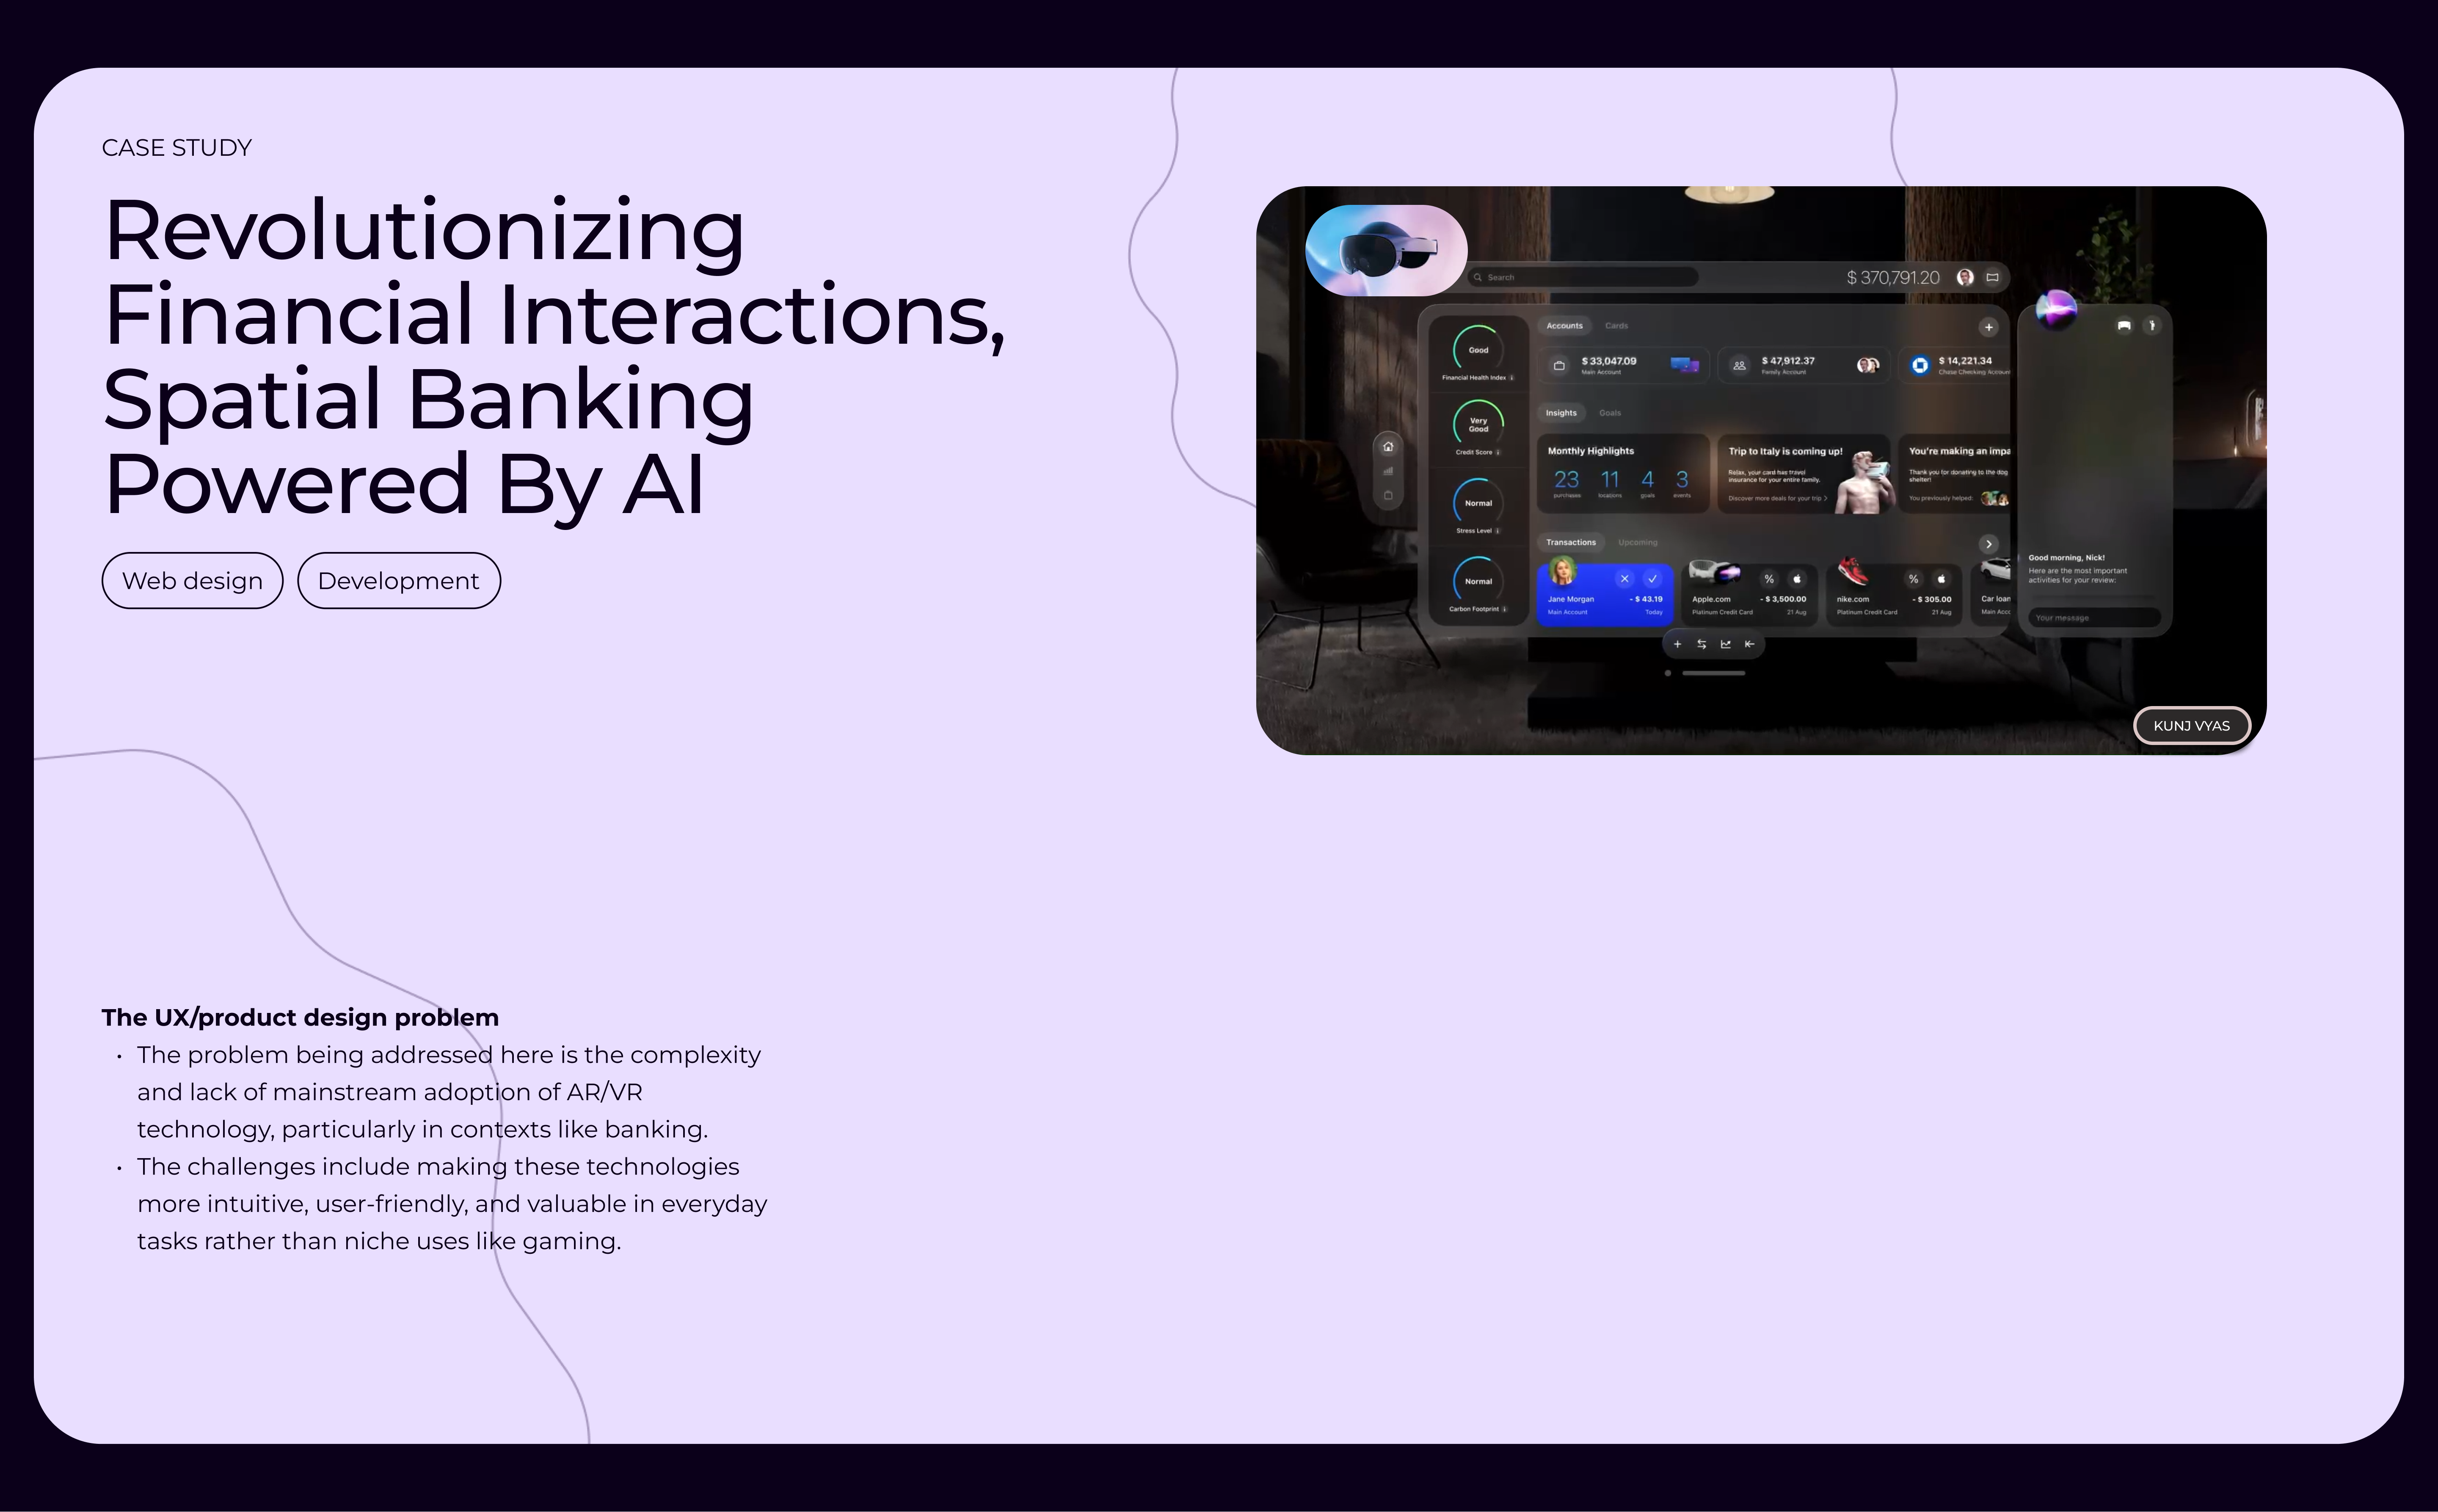 CASE STUDY
Revolutionizing
Financial Interactions,
Spatial Banking
Powered By AI
Web design
Development
Search
$ 370,791.20
Good
Financial Health Index
Very
Good
Credit Score
Normal
Stress Level
Normal
Carbon Footprint
Accounts Cards
$ 33,047.09
Main Account
$ 47,912.37
Family Account
$ 14,221.34
Chase Checking Account
Insights Goals
Monthly Highlights
23 11 4 3
purchases locations goals events
Trip to Italy is coming up!
Relax, your card has travel
insurance for your entire family.
Discover more deals for your trip >
You're making an impa
Thank you for donating to the dog
shelter!
You previously helped:
Transactions Upcoming
Jane Morgan - $ 43.19
Main Account Today
%
Apple.com - $ 3,500.00
Platinum Credit Card 21 Aug
%
nike.com - $ 305.00
Platinum Credit Card 21 Aug
Car loan
Main Acc
Good morning, Nick!
Here are the most important
activities for your review:
Your message
KUNJ VYAS
The UX/product design problem
• The problem being addressed here is the complexity
and lack of mainstream adoption of AR/VR
technology, particularly in contexts like banking.
• The challenges include making these technologies
more intuitive, user-friendly, and valuable in everyday
tasks rather than niche uses like gaming.